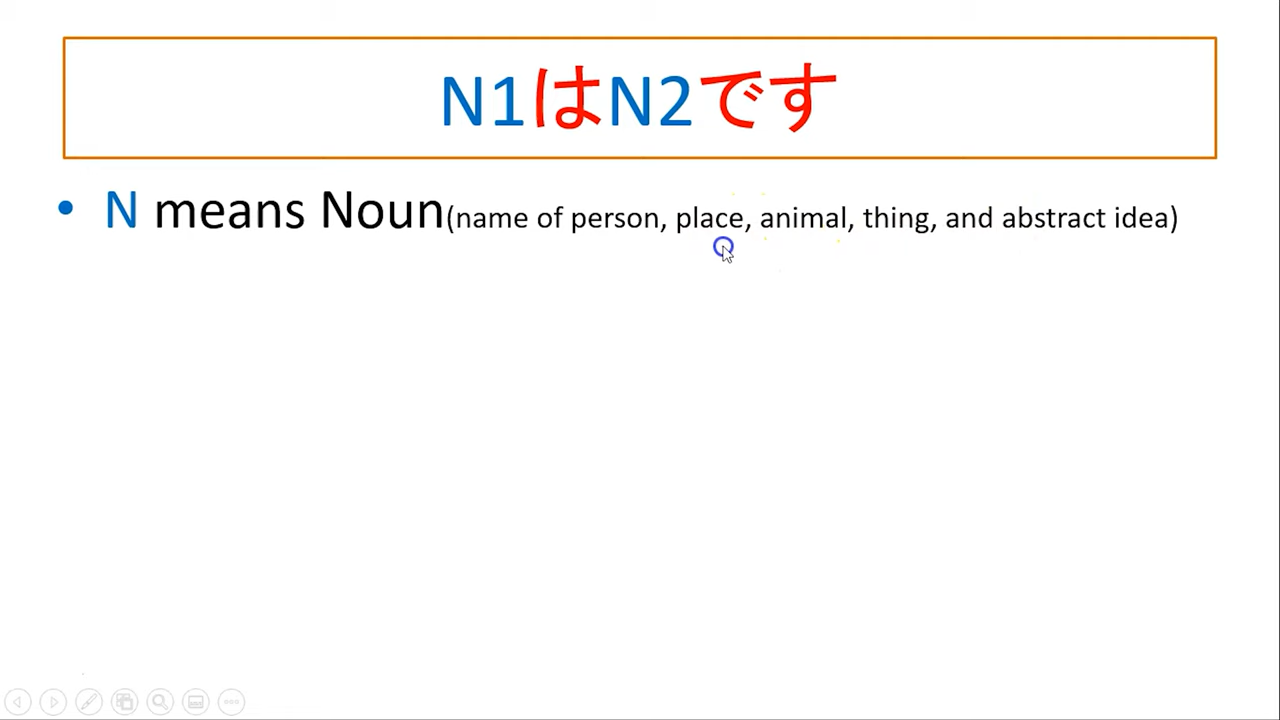 N1はN2です
• N means Noun(name of person, place, animal, thing, and abstract idea)